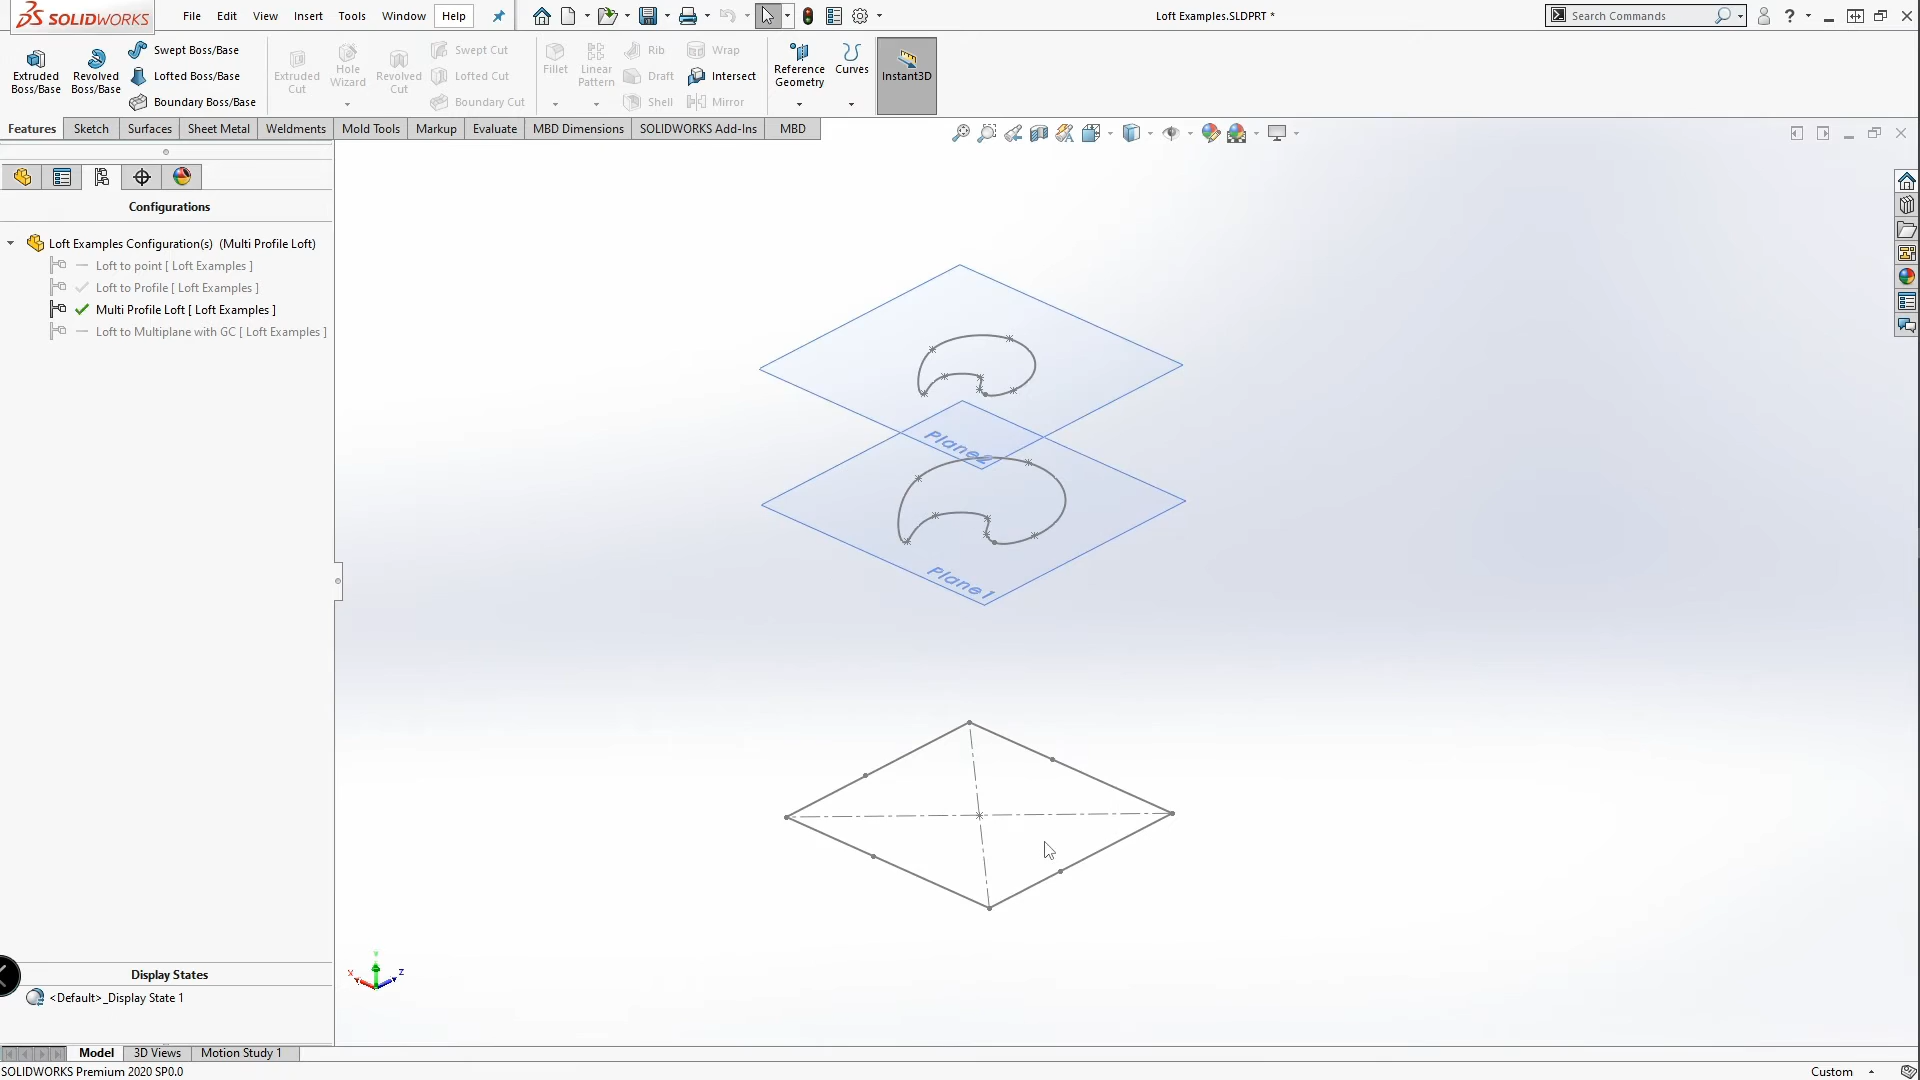 SOLIDWORKS
File Edit View Insert Tools Window Help
Loft Examples.SLDPRT *
Search Commands
Extruded Boss/Base
Revolved Boss/Base
Swept Boss/Base
Lofted Boss/Base
Boundary Boss/Base
Extruded Cut
Hole Wizard
Revolved Cut
Swept Cut
Lofted Cut
Boundary Cut
Fillet
Linear Pattern
Rib
Draft
Shell
Wrap
Intersect
Mirror
Reference Geometry
Curves
Instant3D
Features Sketch Surfaces Sheet Metal Weldments Mold Tools Markup Evaluate MBD Dimensions SOLIDWORKS Add-Ins MBD
Configurations
Loft Examples Configuration(s) (Multi Profile Loft)
Loft to point [ Loft Examples ]
Loft to Profile [ Loft Examples ]
Multi Profile Loft [ Loft Examples ]
Loft to Multiplane with GC [ Loft Examples ]
Plane2
Plane1
Display States
<Default>_Display State 1
X Y Z
Model 3D Views Motion Study 1
SOLIDWORKS Premium 2020 SP0.0
Custom